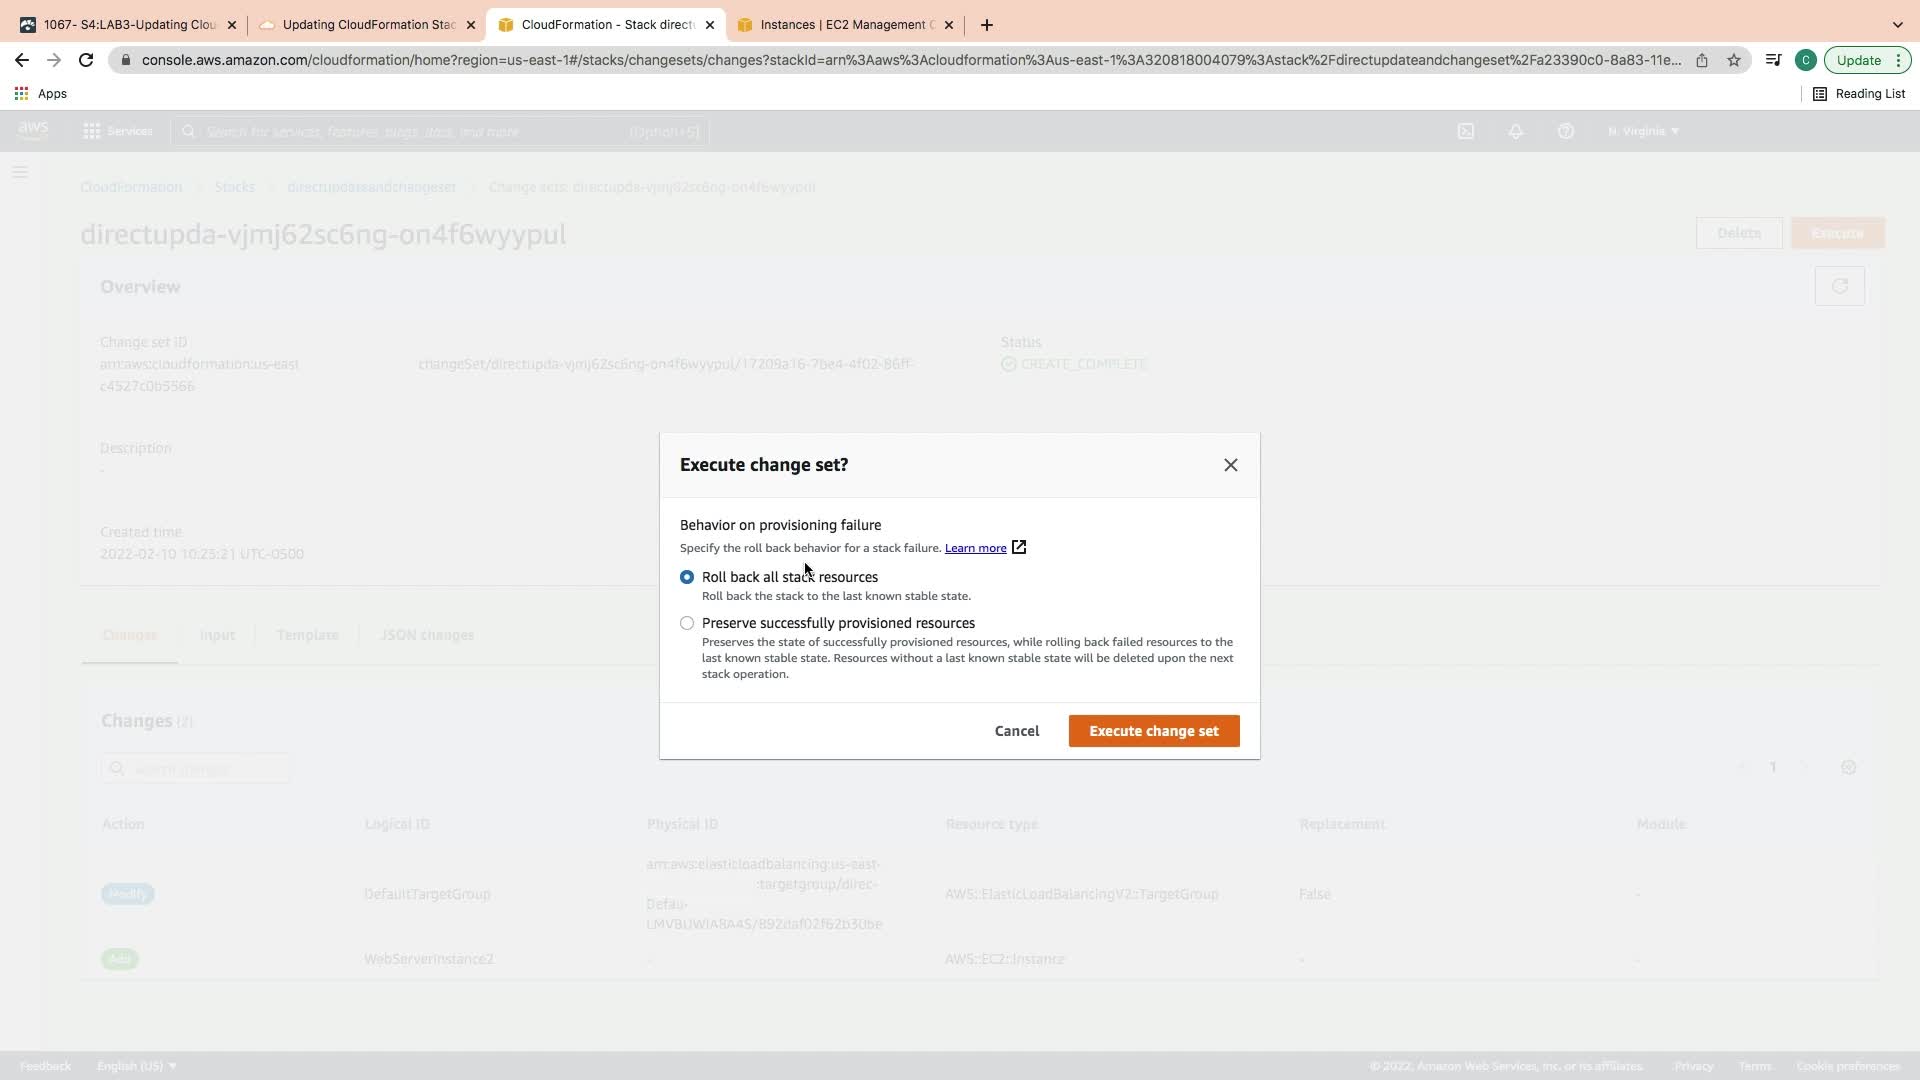 1067- S4:LAB3-Updating Clou
Updating CloudFormation Stac
CloudFormation - Stack direct
Instances | EC2 Management C
console.aws.amazon.com/cloudformation/home?region=us-east-1#/stacks/changesets/changes?stackId=arn%3Aaws%3Acloudformation%3Aus-east-1%3A320818004079%3Astack%2Fdirectupdateandchangeset%2Fa23390c0-8a83-11e...
C
Update
Apps
Reading List
aws
Services
Search for services, features, blogs, docs, and more
[Option+S]
N. Virginia
CloudFormation
Stacks
directupdateandchangeset
Change sets: directupda-vjmj62sc6ng-on4f6wyypul
directupda-vjmj62sc6ng-on4f6wyypul
Delete
Execute
Overview
Change set ID
arn:aws:cloudformation:us-east
changeSet/directupda-vjmj62sc6ng-on4f6wyypul/17209a16-7be4-4f02-86ff-
c4527c0b5566
Status
CREATE_COMPLETE
Description
-
Created time
2022-02-10 10:25:21 UTC-0500
Execute change set?
Behavior on provisioning failure
Specify the roll back behavior for a stack failure. Learn more
Roll back all stack resources
Roll back the stack to the last known stable state.
Preserve successfully provisioned resources
Preserves the state of successfully provisioned resources, while rolling back failed resources to the
last known stable state. Resources without a last known stable state will be deleted upon the next
stack operation.
Cancel
Execute change set
Changes
Input
Template
JSON changes
Changes (2)
Search changes
1
Action
Logical ID
Physical ID
Resource type
Replacement
Module
Modify
DefaultTargetGroup
arn:aws:elasticloadbalancing:us-east-
:targetgroup/direc-
Defau-
LMVBUWIA8A4S/892daf02f62b30be
AWS::ElasticLoadBalancingV2::TargetGroup
False
-
Add
WebServerInstance2
-
AWS::EC2::Instance
-
-
Feedback
English (US)
© 2022, Amazon Web Services, Inc. or its affiliates.
Privacy
Terms
Cookie preferences